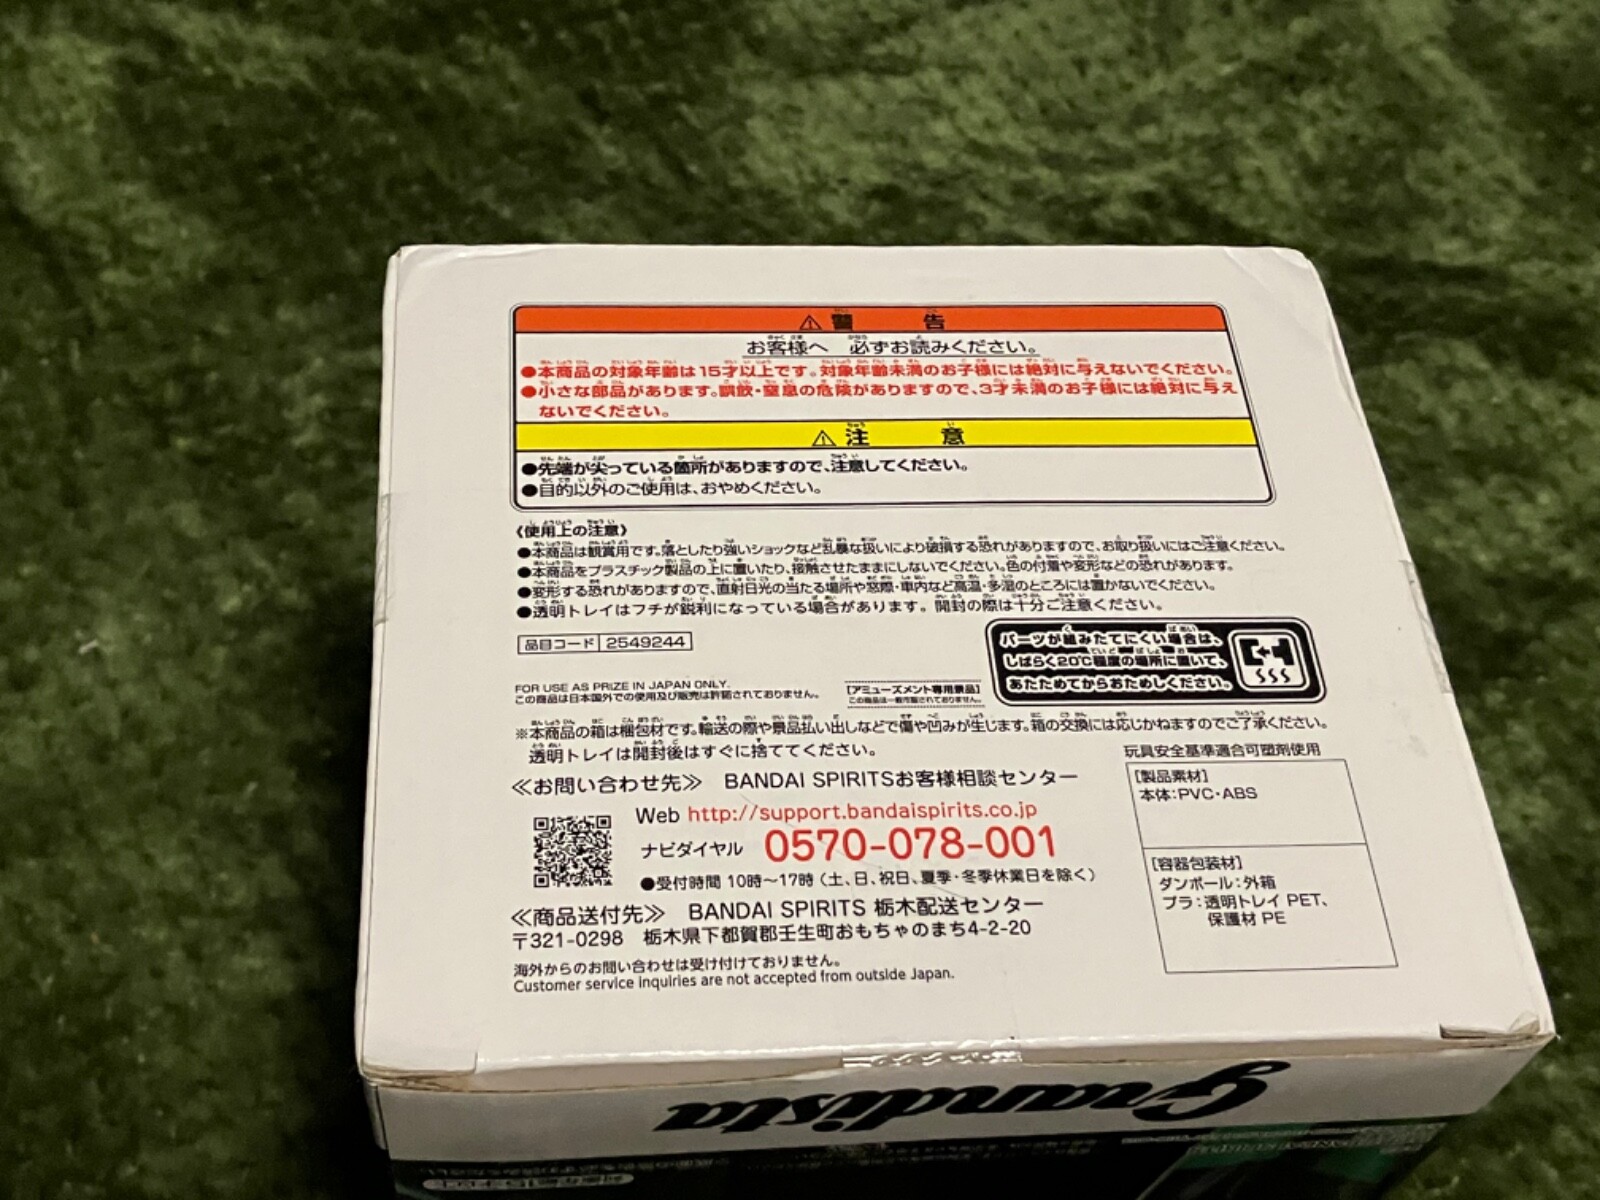 ⚠ 警 告
お客様へ 必ずお読みください。
●本商品の対象年齢は15才以上です。対象年齢未満のお子様には絶対に与えないでください。
●小さな部品があります。誤飲・窒息の危険がありますので、3才未満のお子様には絶対に与え
ないでください。
⚠ 注 意
●先端が尖っている箇所がありますので、注意してください。
●目的以外のご使用は、おやめください。
《使用上の注意》
●本商品は観賞用です。落としたり強いショックなど乱暴な扱いにより破損する恐れがありますので、お取り扱いにはご注意ください。
●本商品をプラスチック製品の上に置いたり、接触させたままにしないでください。色の付着や変形などの恐れがあります。
●変形する恐れがありますので、直射日光の当たる場所や窓際・車内など高温・多湿のところには置かないでください。
●透明トレイはフチが鋭利になっている場合があります。開封の際は十分ご注意ください。
品目コード 2549244
パーツが組みたてにくい場合は、
しばらく20℃程度の場所に置いて、
あたためてからおためしください。
FOR USE AS PRIZE IN JAPAN ONLY.
この商品は日本国外での使用及び販売は許諾されておりません。
[アミューズメント専用景品]
この商品は一般市販されておりません。
※本商品の箱は梱包材です。輸送の際や景品払い出しなどで傷や凹みが生じます。箱の交換には応じかねますのでご了承ください。
透明トレイは開封後はすぐに捨ててください。
≪お問い合わせ先≫ BANDAI SPIRITSお客様相談センター
Web http://support.bandaispirits.co.jp
ナビダイヤル 0570-078-001
●受付時間 10時~17時(土、日、祝日、夏季・冬季休業日を除く)
≪商品送付先≫ BANDAI SPIRITS 栃木配送センター
〒321-0298 栃木県下都賀郡壬生町おもちゃのまち4-2-20
海外からのお問い合わせは受け付けておりません。
Customer service inquiries are not accepted from outside Japan.
玩具安全基準適合可塑剤使用
[製品素材]
本体:PVC・ABS
[容器包装材]
ダンボール:外箱
プラ:透明トレイ PET、
保護材 PE
Grandista